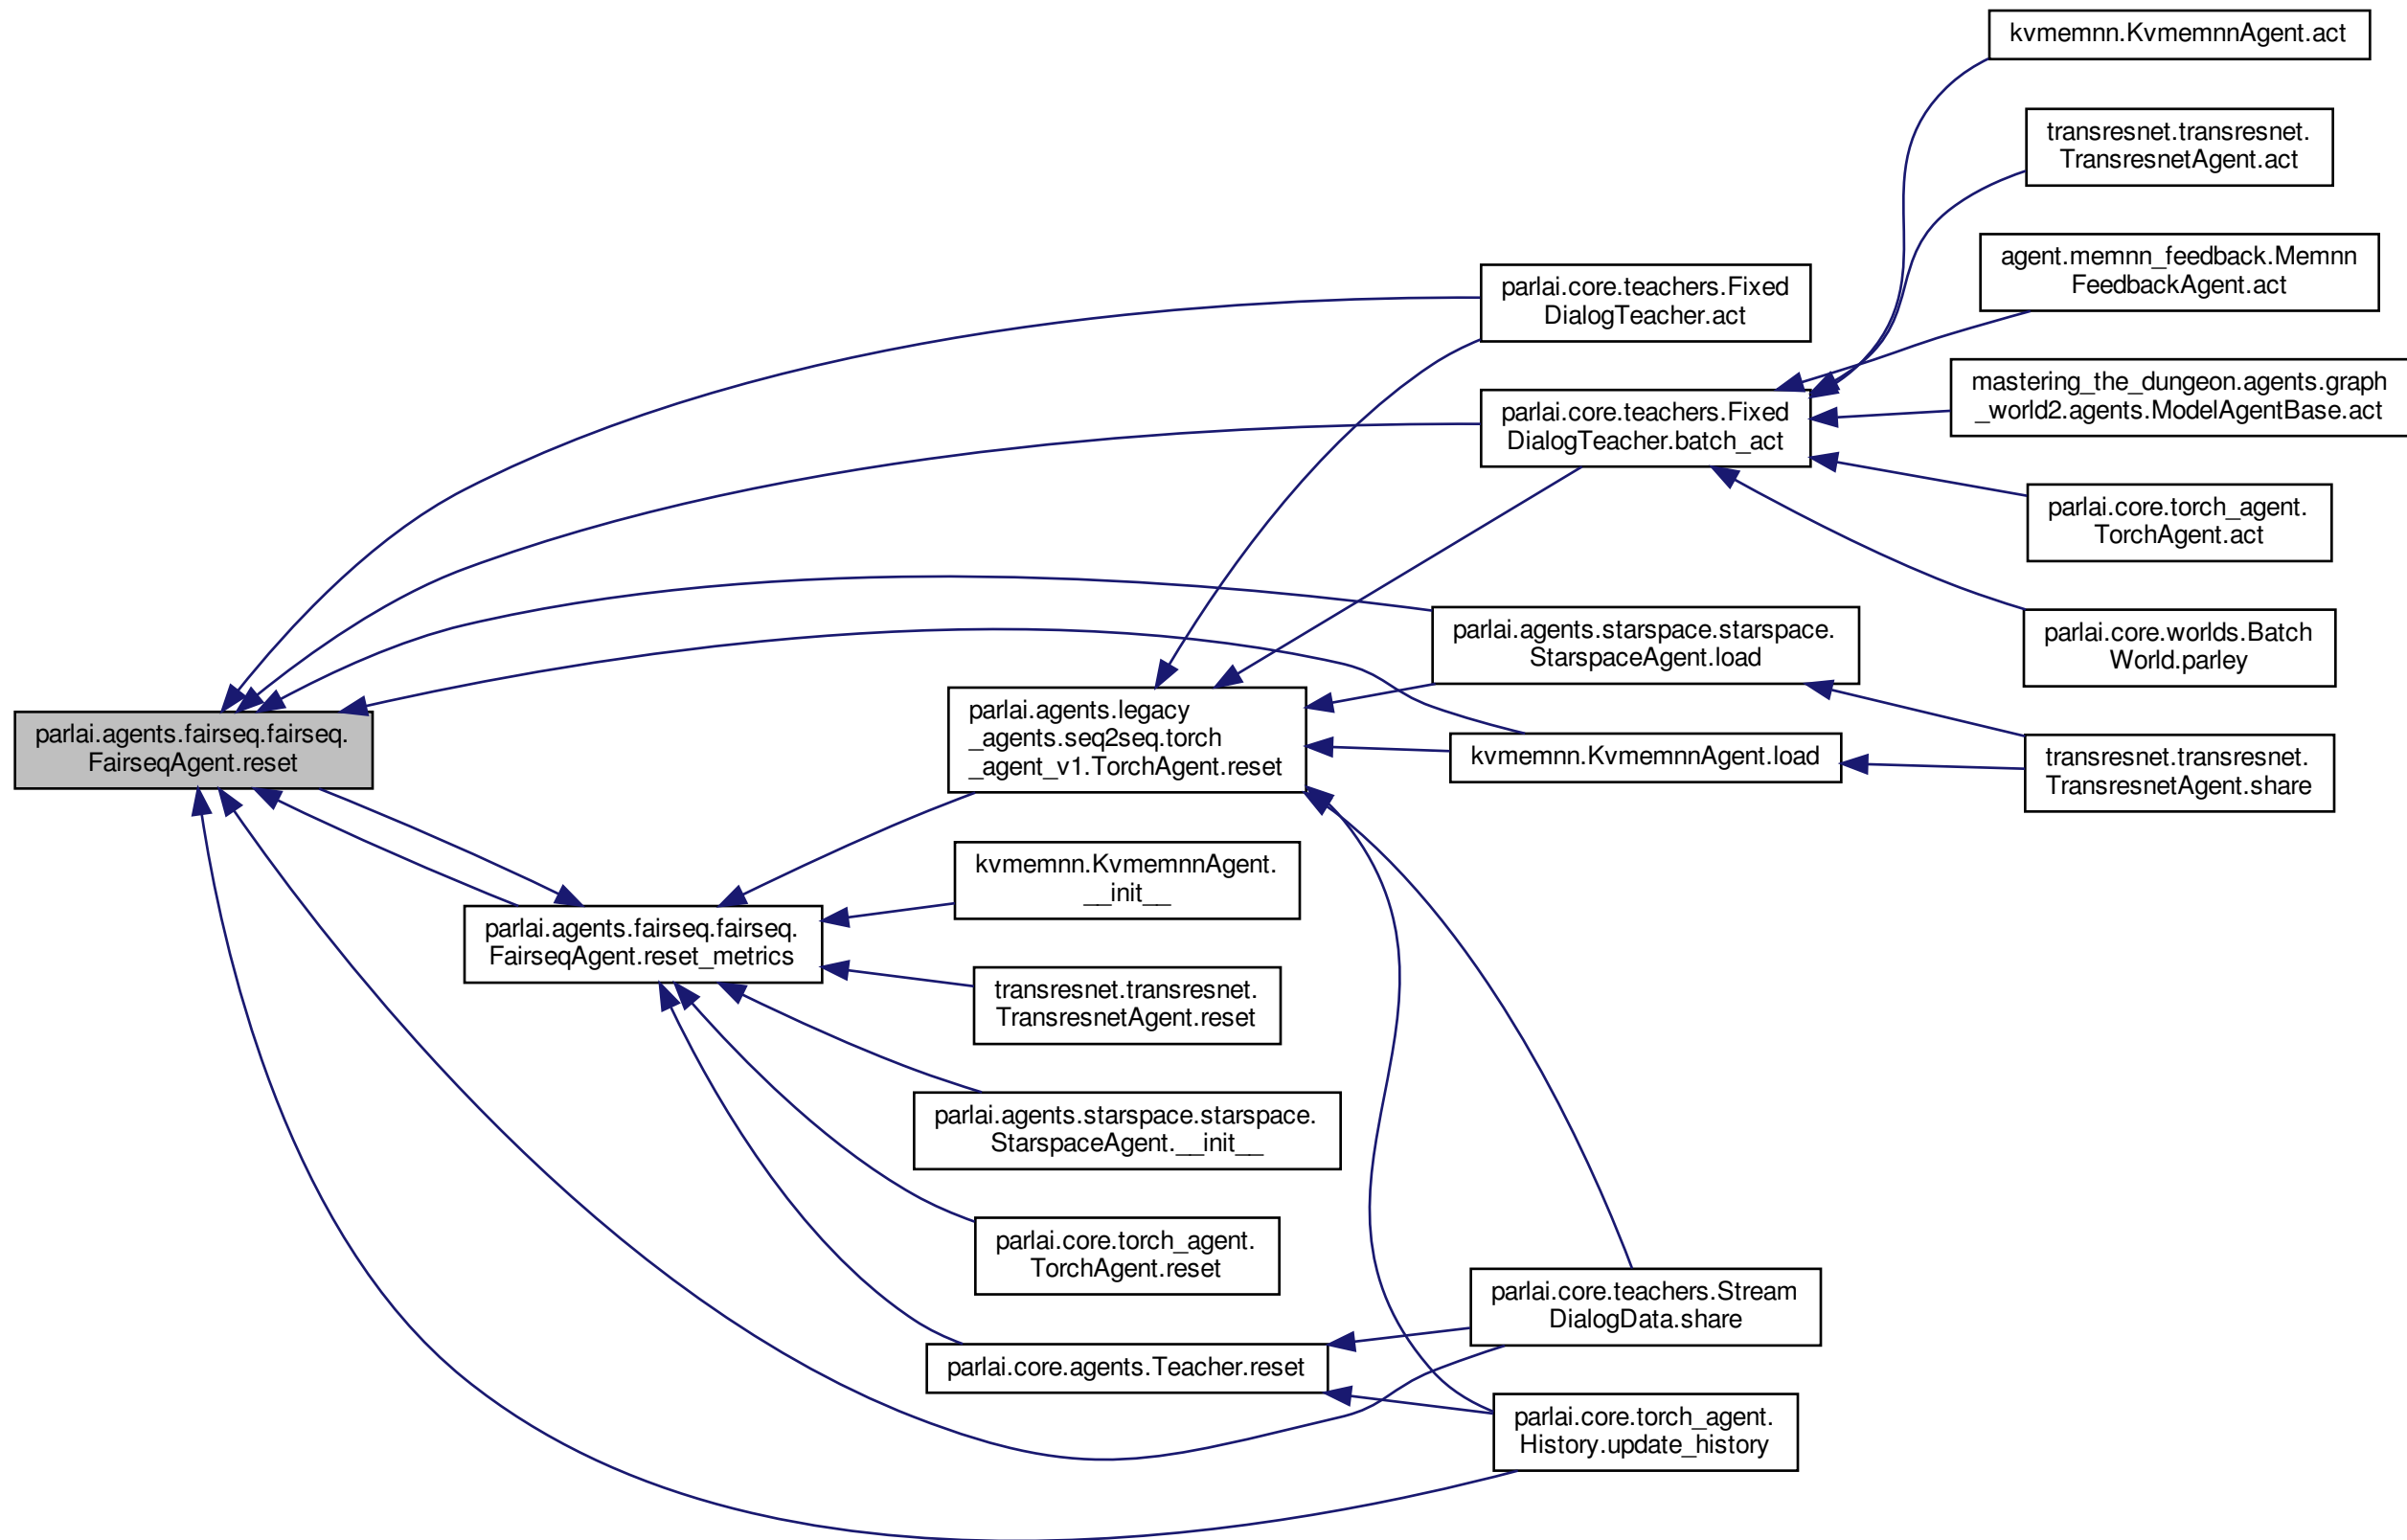 kvmemnn.KvmemnnAgent.act
transresnet.transresnet.
TransresnetAgent.act
agent.memnn_feedback.Memnn
FeedbackAgent.act
parlai.core.teachers.Fixed
DialogTeacher.act
mastering_the_dungeon.agents.graph
_world2.agents.ModelAgentBase.act
parlai.core.teachers.Fixed
DialogTeacher.batch_act
parlai.core.torch_agent.
TorchAgent.act
parlai.core.worlds.Batch
World.parley
parlai.agents.starspace.starspace.
StarspaceAgent.load
parlai.agents.fairseq.fairseq.
FairseqAgent.reset
parlai.agents.legacy
_agents.seq2seq.torch
_agent_v1.TorchAgent.reset
kvmemnn.KvmemnnAgent.load
transresnet.transresnet.
TransresnetAgent.share
kvmemnn.KvmemnnAgent.
__init__
parlai.agents.fairseq.fairseq.
FairseqAgent.reset_metrics
transresnet.transresnet.
TransresnetAgent.reset
parlai.agents.starspace.starspace.
StarspaceAgent.__init__
parlai.core.torch_agent.
TorchAgent.reset
parlai.core.teachers.Stream
DialogData.share
parlai.core.agents.Teacher.reset
parlai.core.torch_agent.
History.update_history